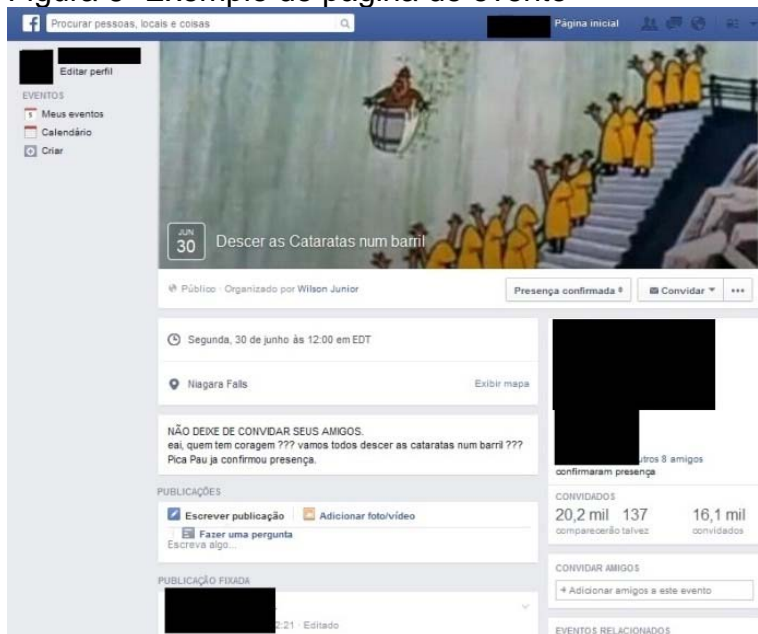 Figura 3- Exemplo de página de evento
f Procurar pessoas, locais e coisas
Página inicial
Editar perfil
EVENTOS
5 Meus eventos
Calendário
Criar
JUN
30
Descer as Cataratas num barril
Público · Organizado por Wilson Junior
Presença confirmada
Convidar
Segunda, 30 de junho às 12:00 em EDT
Niagara Falls Exibir mapa
NÃO DEIXE DE CONVIDAR SEUS AMIGOS.
eai, quem tem coragem ??? vamos todos descer as cataratas num barril ???
Pica Pau ja confirmou presença.
utros 8 amigos
confirmaram presença
CONVIDADOS
20,2 mil 137 16,1 mil
comparecerão talvez convidados
PUBLICAÇÕES
Escrever publicação Adicionar foto/vídeo
Fazer uma pergunta
Escreva algo...
CONVIDAR AMIGOS
+ Adicionar amigos a este evento
PUBLICAÇÃO FIXADA
2:21 · Editado
EVENTOS RELACIONADOS